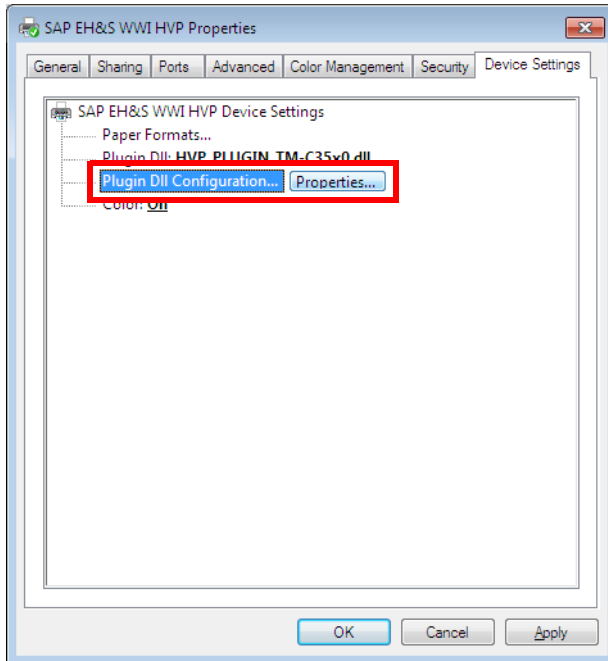 SAP EH&S WWI HVP Properties
General Sharing Ports Advanced Color Management Security Device Settings
SAP EH&S WWI HVP Device Settings
Paper Formats...
Plugin Dll: HVP_PLUGIN_TM-C35x0.dll
Plugin Dll Configuration... Properties...
Color: On
OK Cancel Apply